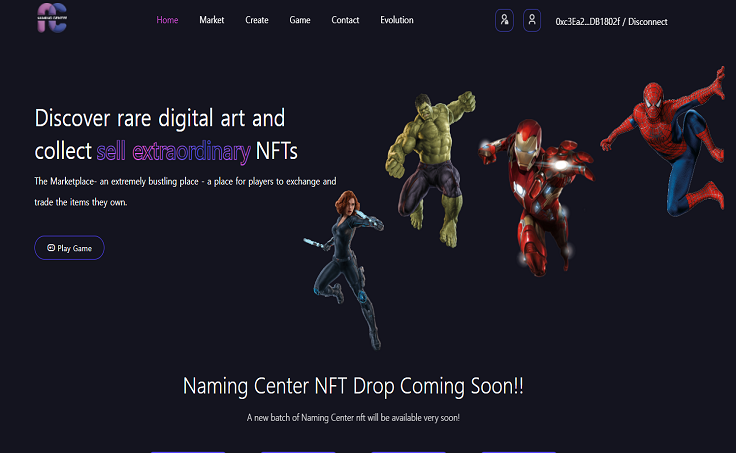 NAMING CENTER
Home Market Create Game Contact Evolution
0xc3Ea2...DB1802f / Disconnect
Discover rare digital art and
collect sell extraordinary NFTs
The Marketplace- an extremely bustling place - a place for players to exchange and
trade the items they own.
Play Game
Naming Center NFT Drop Coming Soon!!
A new batch of Naming Center nft will be available very soon!